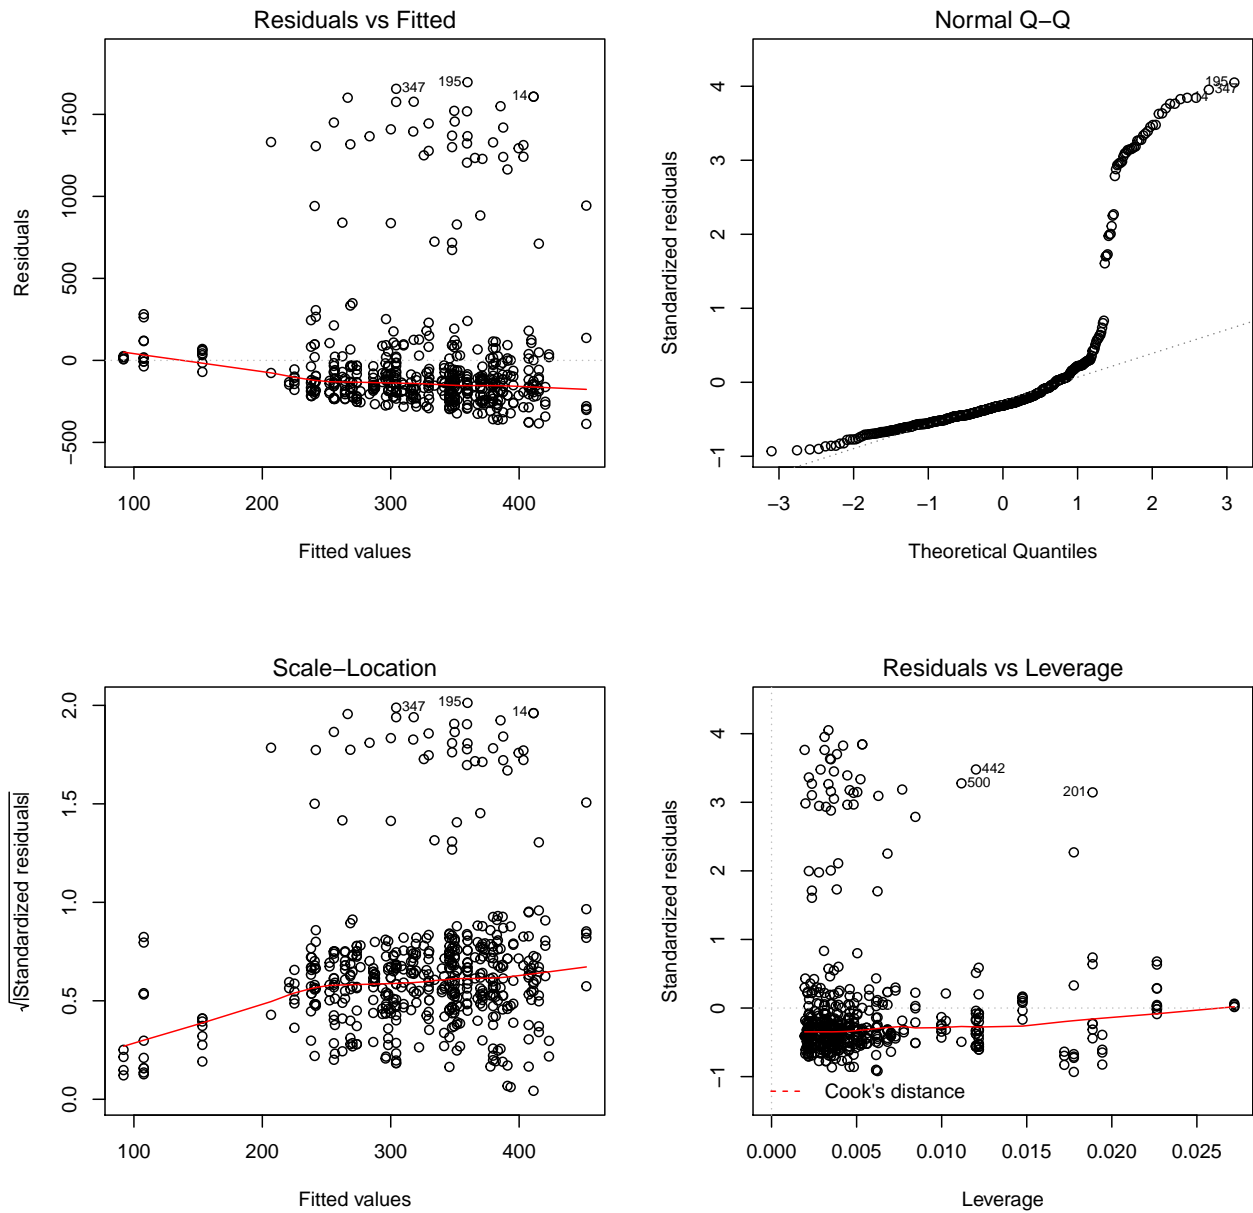 Residuals vs Fitted
Residuals
1500
1000
500
0
−500
347
195
14
100 200 300 400
Fitted values
Normal Q−Q
Standardized residuals
4
3
2
1
0
−1
195
347
14
−3 −2 −1 0 1 2 3
Theoretical Quantiles
Scale−Location
√|Standardized residuals|
2.0
1.5
1.0
0.5
0.0
347
195
14
100 200 300 400
Fitted values
Residuals vs Leverage
Standardized residuals
4
3
2
1
0
−1
442
500
201
Cook's distance
0.000 0.005 0.010 0.015 0.020 0.025
Leverage